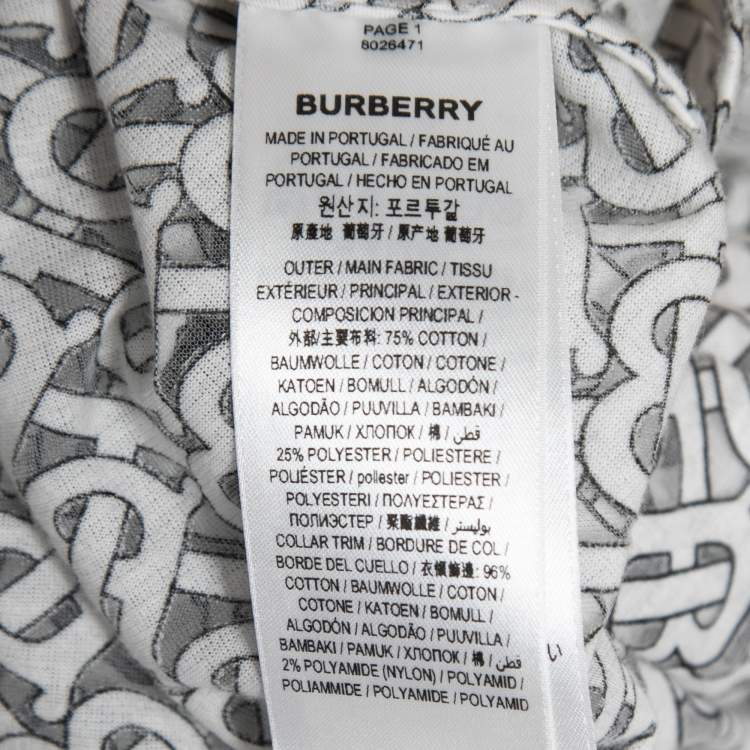 PAGE 1
8026471
BURBERRY
MADE IN PORTUGAL / FABRIQUÉ AU
PORTUGAL / FABRICADO EM
PORTUGAL / HECHO EN PORTUGAL
원산지: 포르투갈
原產地 葡萄牙 / 原产地 葡萄牙
OUTER / MAIN FABRIC / TISSU
EXTÉRIEUR / PRINCIPAL / EXTERIOR -
COMPOSICION PRINCIPAL /
外部/主要布料: 75% COTTON /
BAUMWOLLE / COTON / COTONE /
KATOEN / BOMULL / ALGODÓN /
ALGODÃO / PUUVILLA / BAMBAKI /
PAMUK / ХЛОПОК / 棉 / قطن /
25% POLYESTER / POLIESTERE /
POLIÉSTER / poliester / POLIESTER /
POLYESTERI / ΠΟΛΥΕΣΤΕΡΑΣ /
ПОЛИЭСТЕР / 聚酯纖維 / بوليستر /
COLLAR TRIM / BORDURE DE COL /
BORDE DEL CUELLO / 衣領飾邊: 96%
COTTON / BAUMWOLLE / COTON /
COTONE / KATOEN / BOMULL /
ALGODÓN / ALGODÃO / PUUVILLA /
BAMBAKI / PAMUK / ХЛОПОК / 棉 / قطن /
2% POLYAMIDE (NYLON) / POLYAMID /
POLIAMMIDE / POLYAMIDE / POLYAMID